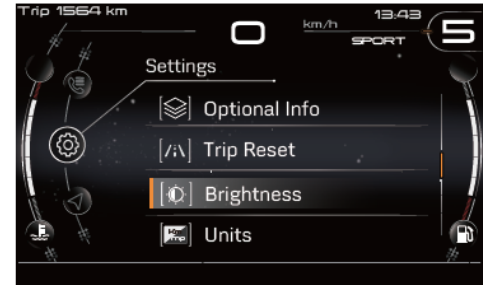 Trip 1564 km
0
km/h
13:43
SPORT
5
Settings
Optional Info
Trip Reset
Brightness
Units